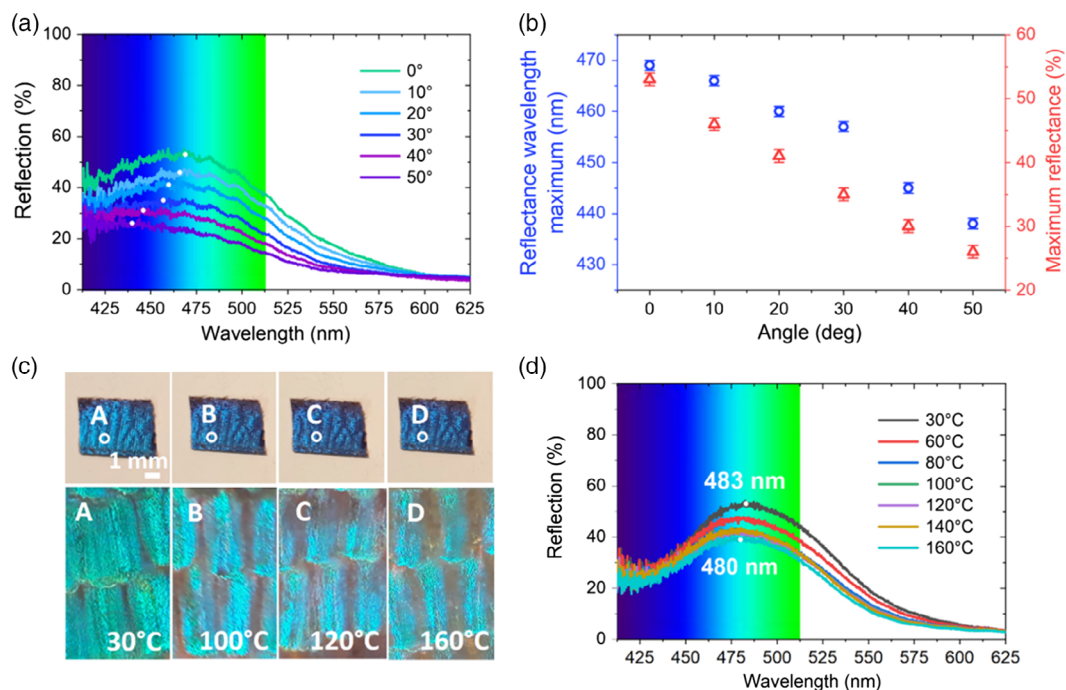 (a)
100
80
60
40
20
0
Reflection (%)
0°
10°
20°
30°
40°
50°
425 450 475 500 525 550 575 600 625
Wavelength (nm)
(b)
470
460
450
440
430
Reflectance wavelength
maximum (nm)
60
50
40
30
20
Maximum reflectance (%)
0 10 20 30 40 50
Angle (deg)
(c)
A
1 mm
B
C
D
A
30°C
B
100°C
C
120°C
D
160°C
(d)
100
80
60
40
20
0
Reflection (%)
483 nm
480 nm
30°C
60°C
80°C
100°C
120°C
140°C
160°C
425 450 475 500 525 550 575 600 625
Wavelength (nm)